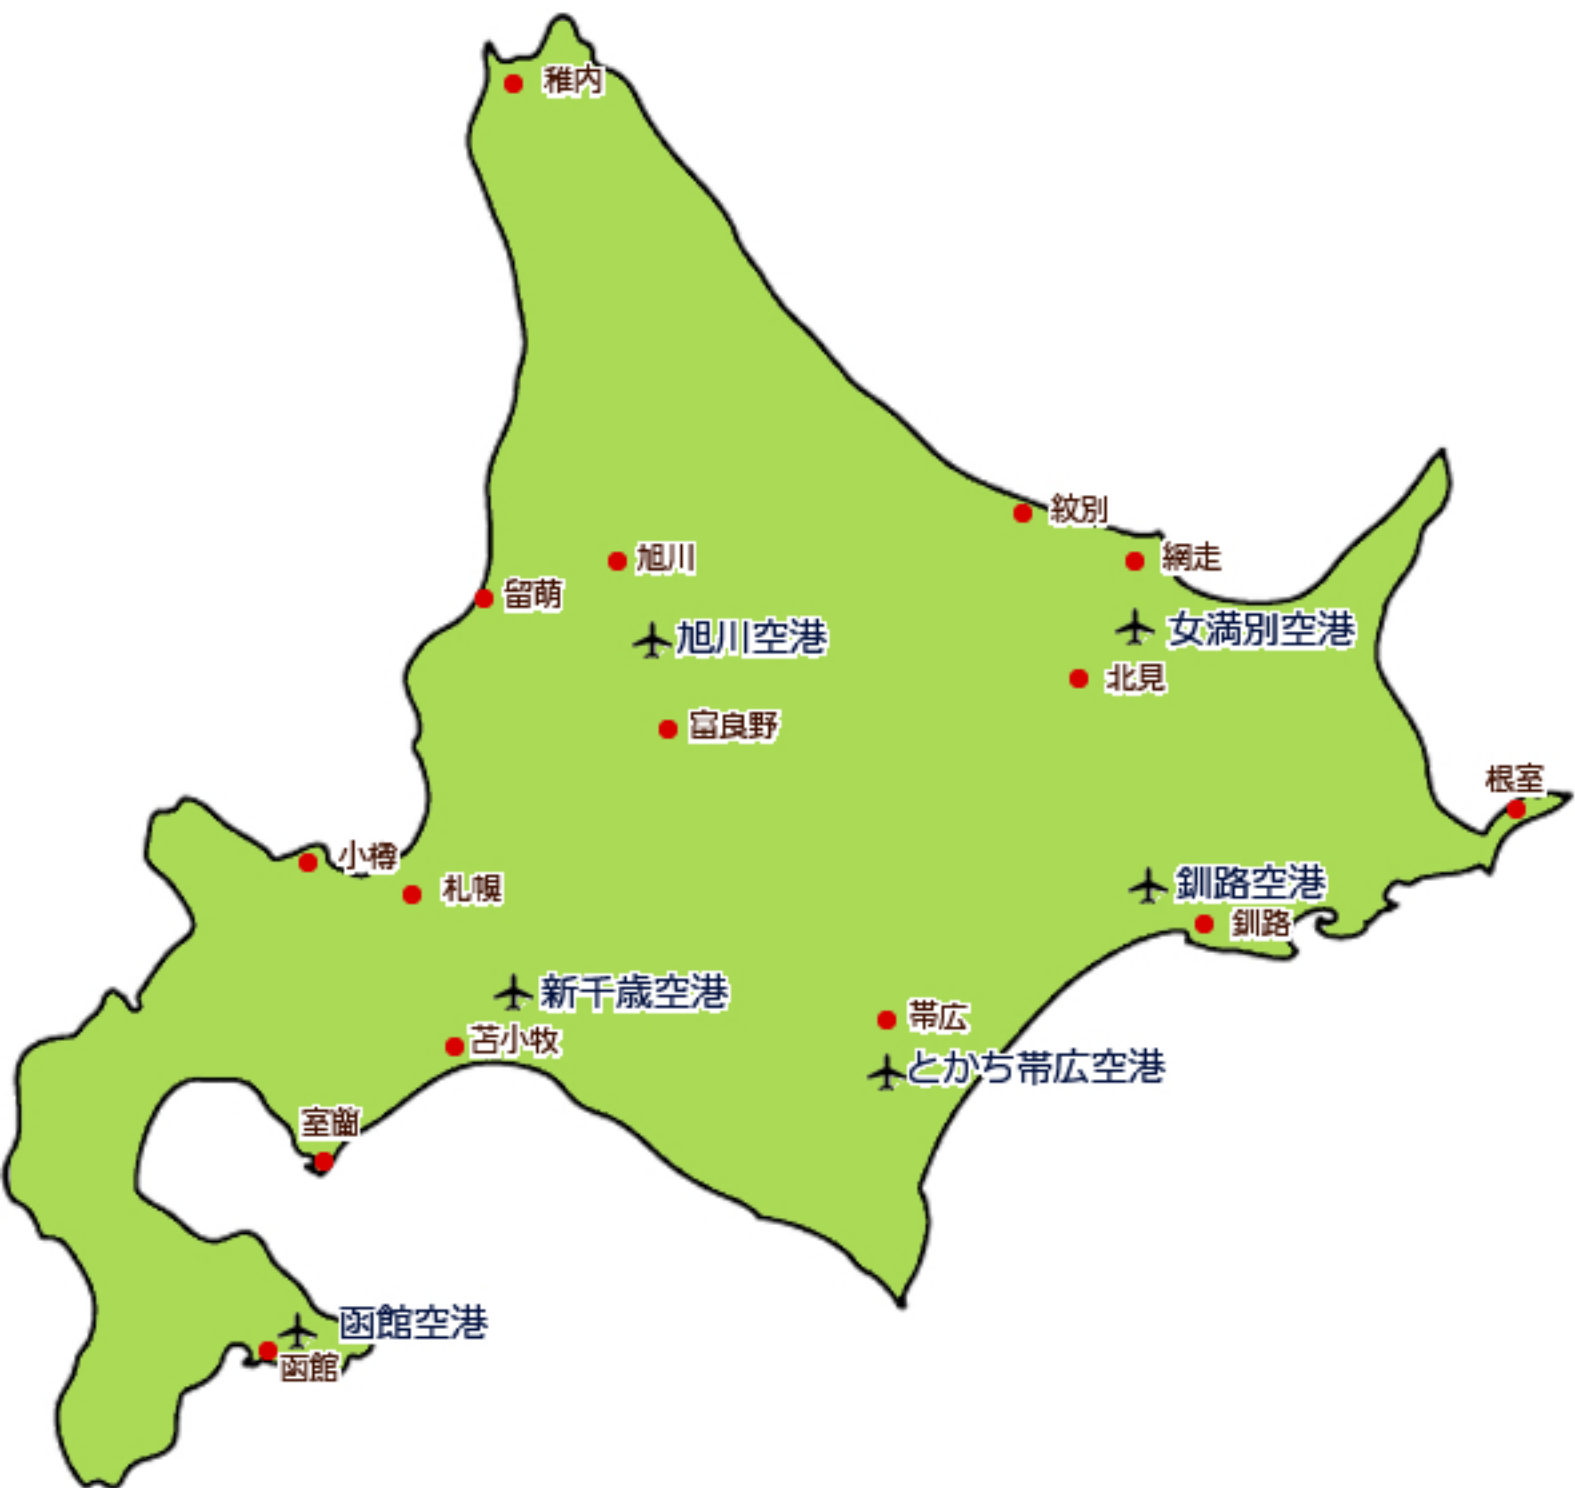 稚内
紋別
旭川
網走
留萌
旭川空港
女満別空港
北見
富良野
根室
小樽
札幌
釧路空港
釧路
新千歳空港
帯広
苫小牧
とかち帯広空港
室蘭
函館空港
函館